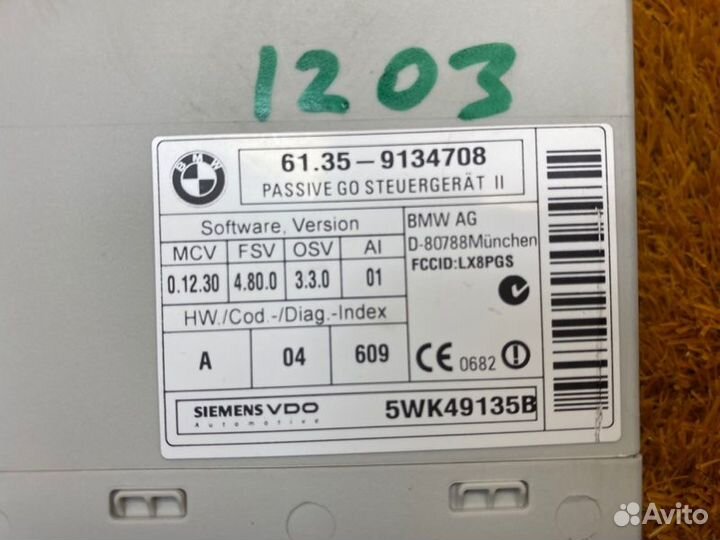 1203
BMW
61.35-9134708
PASSIVE GO STEUERGERÄT II
Software, Version
MCV FSV OSV AI
0.12.30 4.80.0 3.3.0 01
HW./Cod.-/Diag.-Index
A 04 609
BMW AG
D-80788München
FCCID:LX8PGS
CE 0682
SIEMENS VDO
Automotive
5WK49135B
Avito